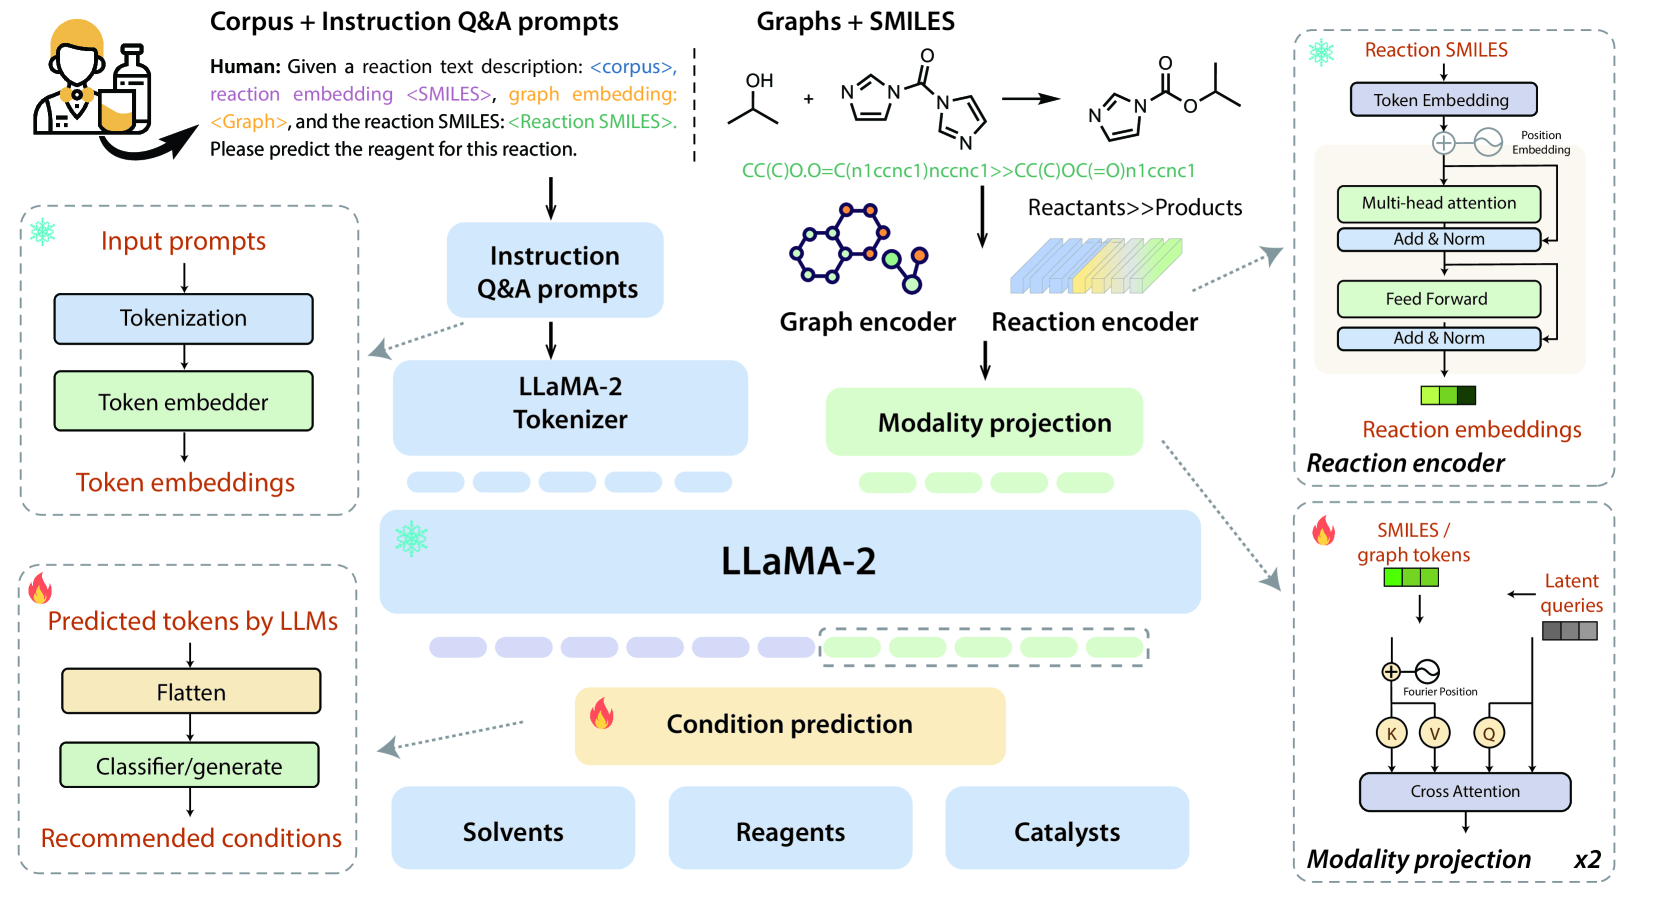 Corpus + Instruction Q&A prompts
Human: Given a reaction text description: <corpus>,
reaction embedding <SMILES>, graph embedding:
<Graph>, and the reaction SMILES: <Reaction SMILES>.
Please predict the reagent for this reaction.
Graphs + SMILES
OH
+
N
N
O
N
N
N
N
O
O
CC(C)O.O=C(n1ccnc1)nccnc1>>CC(C)OC(=O)n1ccnc1
Reactants>>Products
Graph encoder
Reaction encoder
Instruction
Q&A prompts
LLaMA-2
Tokenizer
Modality projection
LLaMA-2
Condition prediction
Solvents
Reagents
Catalysts
Input prompts
Tokenization
Token embedder
Token embeddings
Predicted tokens by LLMs
Flatten
Classifier/generate
Recommended conditions
Reaction SMILES
Token Embedding
Position
Embedding
Multi-head attention
Add & Norm
Feed Forward
Add & Norm
Reaction embeddings
Reaction encoder
SMILES /
graph tokens
Latent
queries
Fourier Position
K
V
Q
Cross Attention
Modality projection x2